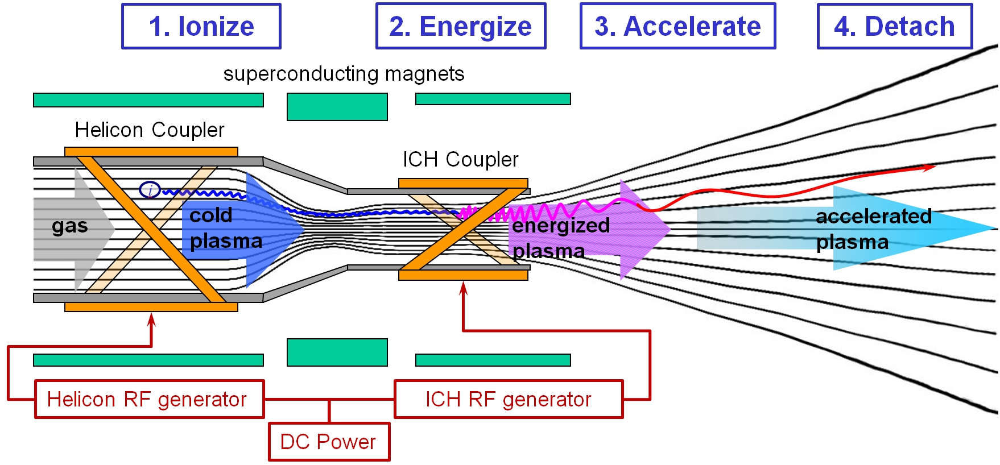 1. Ionize
2. Energize
3. Accelerate
4. Detach
superconducting magnets
Helicon Coupler
ICH Coupler
i
gas
cold
plasma
energized
plasma
accelerated
plasma
Helicon RF generator
ICH RF generator
DC Power